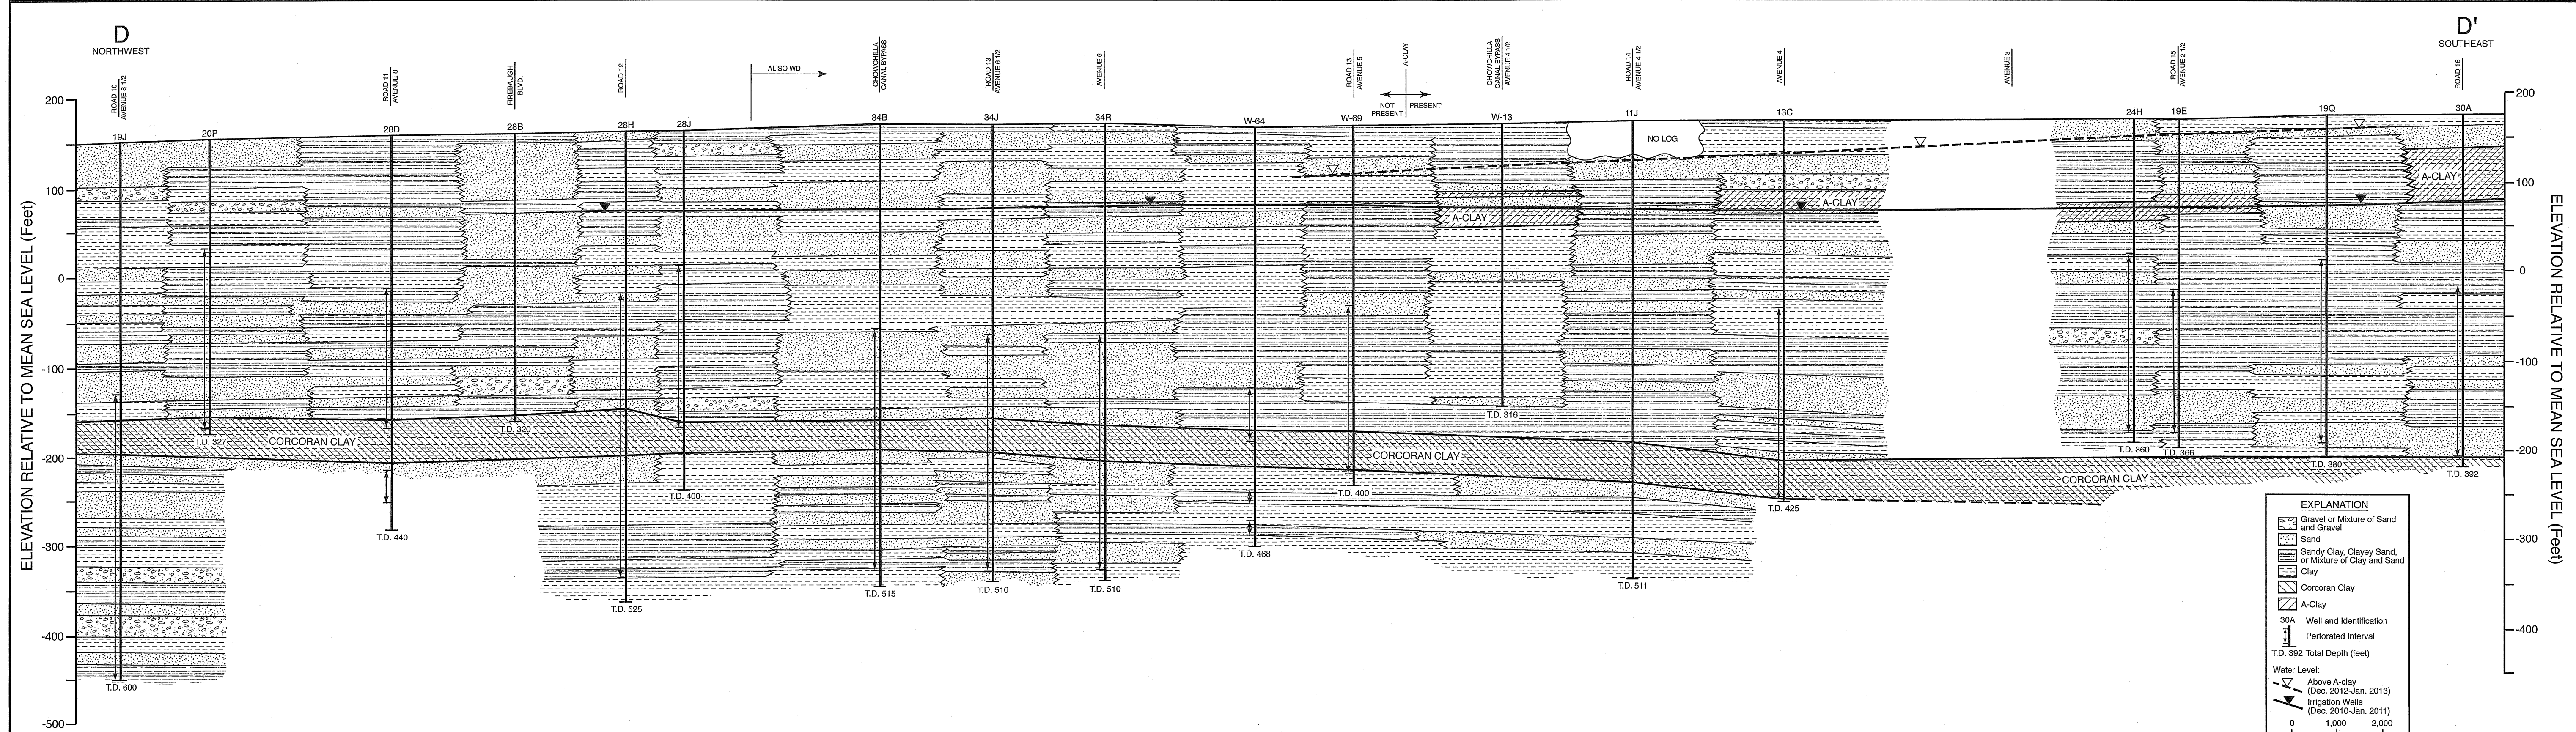 D
NORTHWEST
D'
SOUTHEAST
ROAD 10
AVENUE 8 1/2
ROAD 11
AVENUE 8
FIREBAUGH
BLVD.
ROAD 12
ALISO WD
CHOWCHILLA
CANAL BYPASS
ROAD 13
AVENUE 6 1/2
AVENUE 6
ROAD 13
AVENUE 5
A-CLAY
NOT
PRESENT
PRESENT
CHOWCHILLA
CANAL BYPASS
AVENUE 4 1/2
ROAD 14
AVENUE 4 1/2
AVENUE 4
AVENUE 3
ROAD 15
AVENUE 2 1/2
ROAD 16
19J
20P
28D
28B
28H
28J
34B
34J
34R
W-64
W-69
W-13
11J
13C
24H
19E
19Q
30A
ELEVATION RELATIVE TO MEAN SEA LEVEL (Feet)
200
100
0
-100
-200
-300
-400
-500
NO LOG
A-CLAY
A-CLAY
A-CLAY
CORCORAN CLAY
CORCORAN CLAY
CORCORAN CLAY
T.D. 600
T.D. 327
T.D. 440
T.D. 320
T.D. 525
T.D. 400
T.D. 515
T.D. 510
T.D. 510
T.D. 468
T.D. 400
T.D. 316
T.D. 511
T.D. 425
T.D. 360
T.D. 366
T.D. 380
T.D. 392
200
100
0
-100
-200
-300
-400
ELEVATION RELATIVE TO MEAN SEA LEVEL (Feet)
EXPLANATION
Gravel or Mixture of Sand
and Gravel
Sand
Sandy Clay, Clayey Sand,
or Mixture of Clay and Sand
Clay
Corcoran Clay
A-Clay
30A Well and Identification
Perforated Interval
T.D. 392 Total Depth (feet)
Water Level:
Above A-clay
(Dec. 2012-Jan. 2013)
Irrigation Wells
(Dec. 2010-Jan. 2011)
0 1,000 2,000